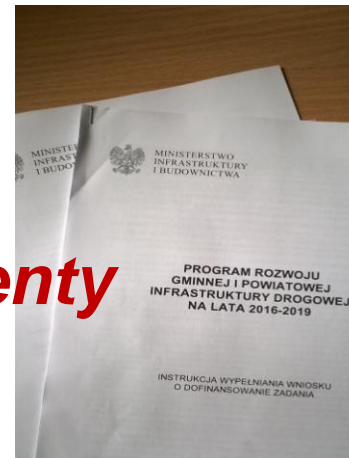 MINISTERSTWO
INFRASTRUKTURY
I BUDOWNICTWA
enty
PROGRAM ROZWOJU
GMINNEJ I POWIATOWEJ
INFRASTRUKTURY DROGOWEJ
NA LATA 2016-2019
INSTRUKCJA WYPEŁNIANIA WNIOSKU
O DOFINANSOWANIE ZADANIA